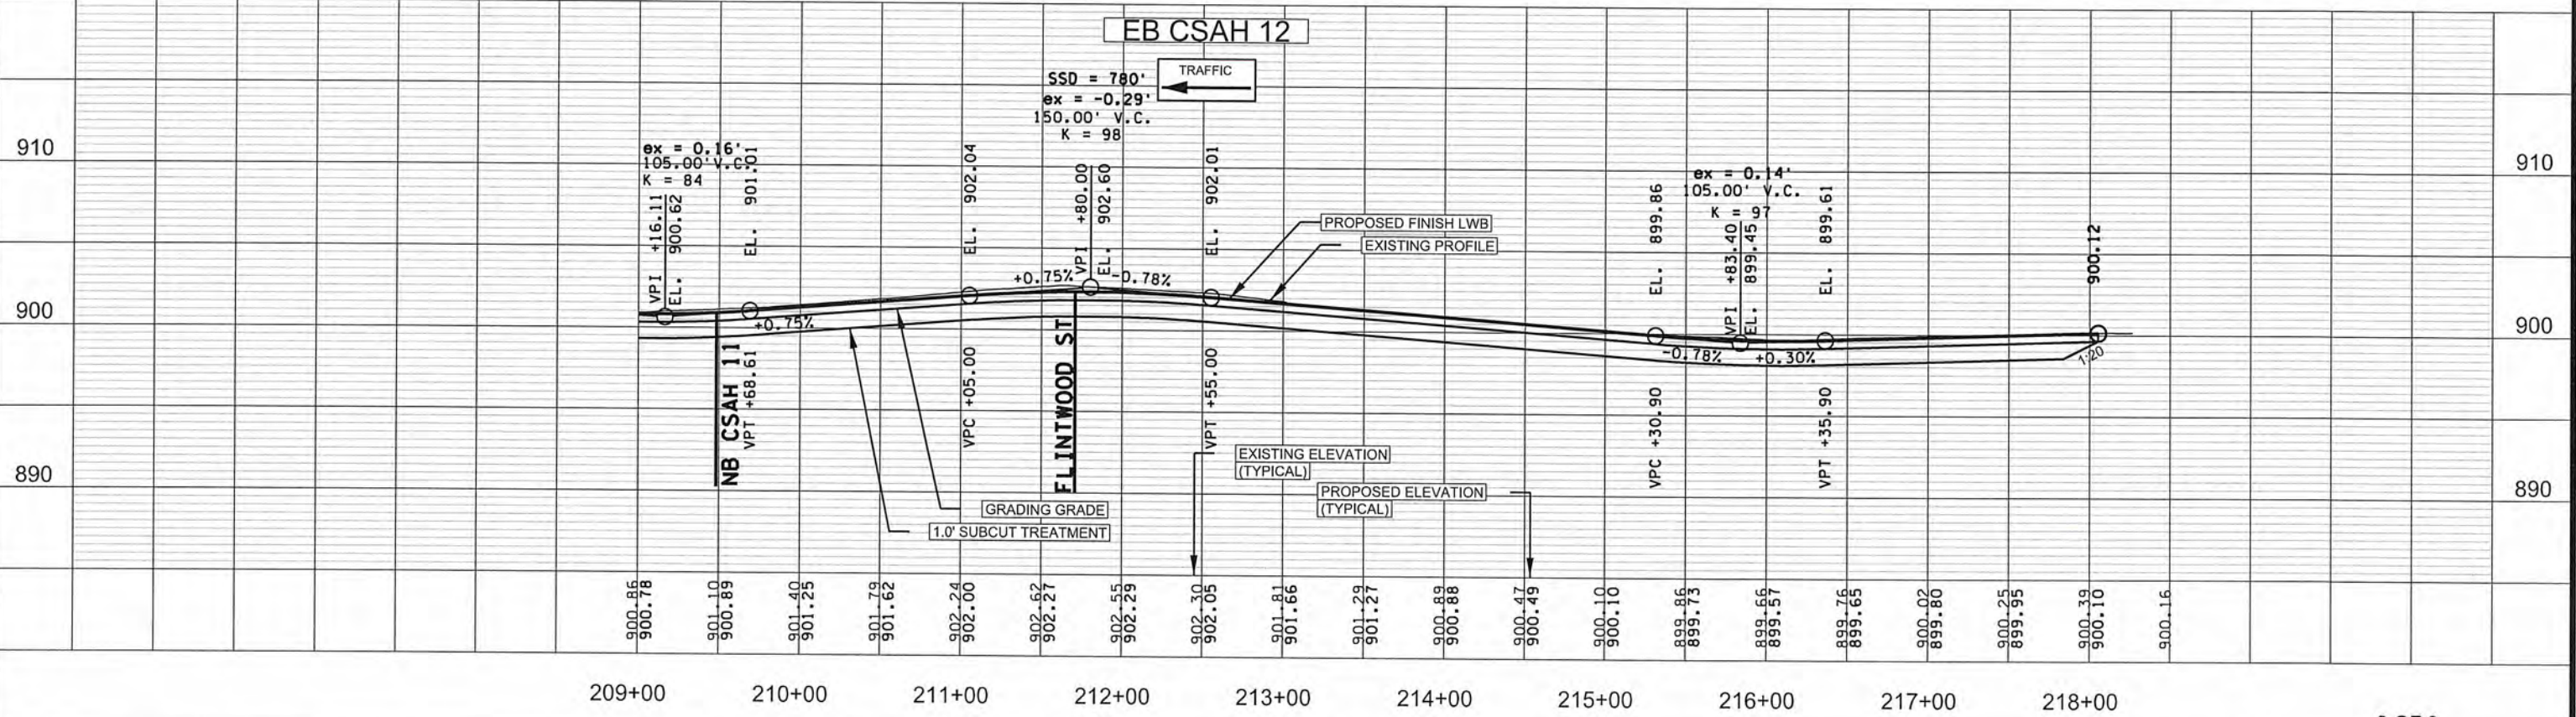 EB CSAH 12
TRAFFIC
SSD = 780'
ex = -0.29'
150.00' V.C.
K = 98
ex = 0.16'
105.00' V.C.
K = 84
VPI +16.11
EL. 900.62
EL. 901.01
EL. 902.04
VPI +80.00
EL. 902.60
EL. 902.01
ex = 0.14'
105.00' V.C.
K = 97
EL. 899.86
VPI +83.40
EL. 899.45
EL. 899.61
900.12
910
910
PROPOSED FINISH LWB
EXISTING PROFILE
+0.75%
-0.78%
900
900
+0.75%
-0.78%
+0.30%
1:20
NB CSAH 11
VPT +68.61
VPC +05.00
FLINTWOOD ST
VPT +55.00
VPC +30.90
VPT +35.90
EXISTING ELEVATION
(TYPICAL)
PROPOSED ELEVATION
(TYPICAL)
890
890
GRADING GRADE
1.0' SUBCUT TREATMENT
900.86
900.78
901.10
900.89
901.40
901.25
901.79
901.62
902.24
902.00
902.62
902.27
902.55
902.29
902.30
902.05
901.81
901.66
901.29
901.27
900.89
900.88
900.47
900.49
900.10
900.10
899.86
899.73
899.66
899.57
899.76
899.65
900.02
899.80
900.25
899.95
900.39
900.10
900.16
209+00
210+00
211+00
212+00
213+00
214+00
215+00
216+00
217+00
218+00